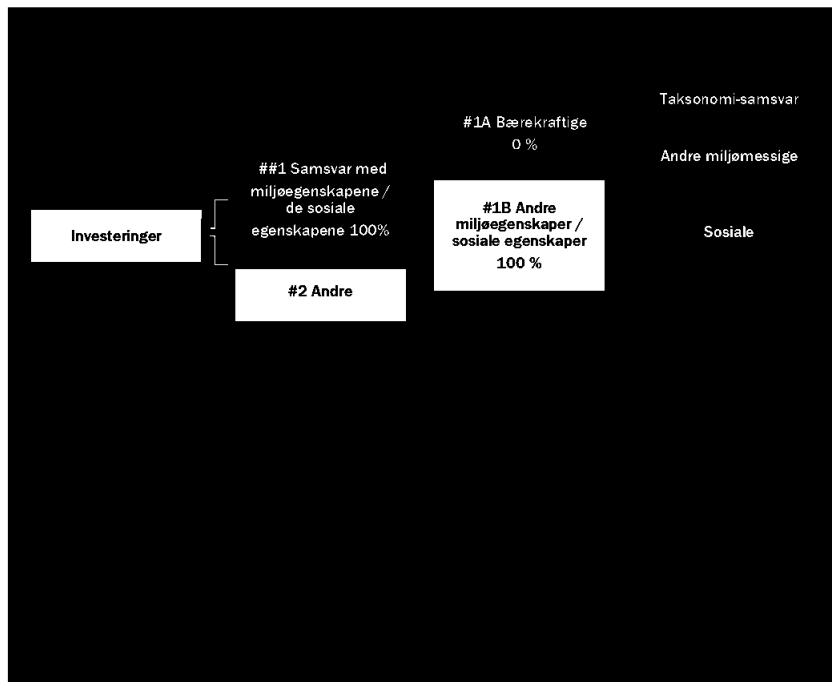 Taksonomi-samsvar
#1A Bærekraftige
0 %
Andre miljømessige
##1 Samsvar med
miljøegenskapene /
de sosiale
egenskapene 100%
#1B Andre
miljøegenskaper /
sosiale egenskaper
100 %
Investeringer
Sosiale
#2 Andre